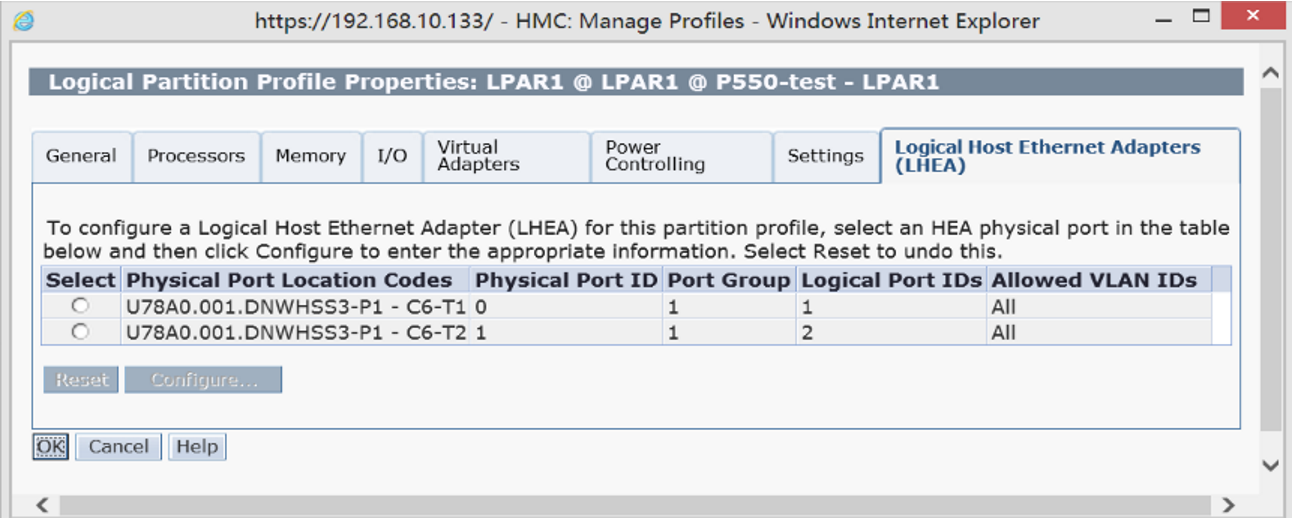 https://192.168.10.133/ - HMC: Manage Profiles - Windows Internet Explorer
Logical Partition Profile Properties: LPAR1 @ LPAR1 @ P550-test - LPAR1
General Processors Memory I/O Virtual Adapters Power Controlling Settings Logical Host Ethernet Adapters (LHEA)
To configure a Logical Host Ethernet Adapter (LHEA) for this partition profile, select an HEA physical port in the table
below and then click Configure to enter the appropriate information. Select Reset to undo this.
Select Physical Port Location Codes Physical Port ID Port Group Logical Port IDs Allowed VLAN IDs
U78A0.001.DNWHSS3-P1 - C6-T1 0 1 1 All
U78A0.001.DNWHSS3-P1 - C6-T2 1 1 2 All
Reset Configure...
OK Cancel Help